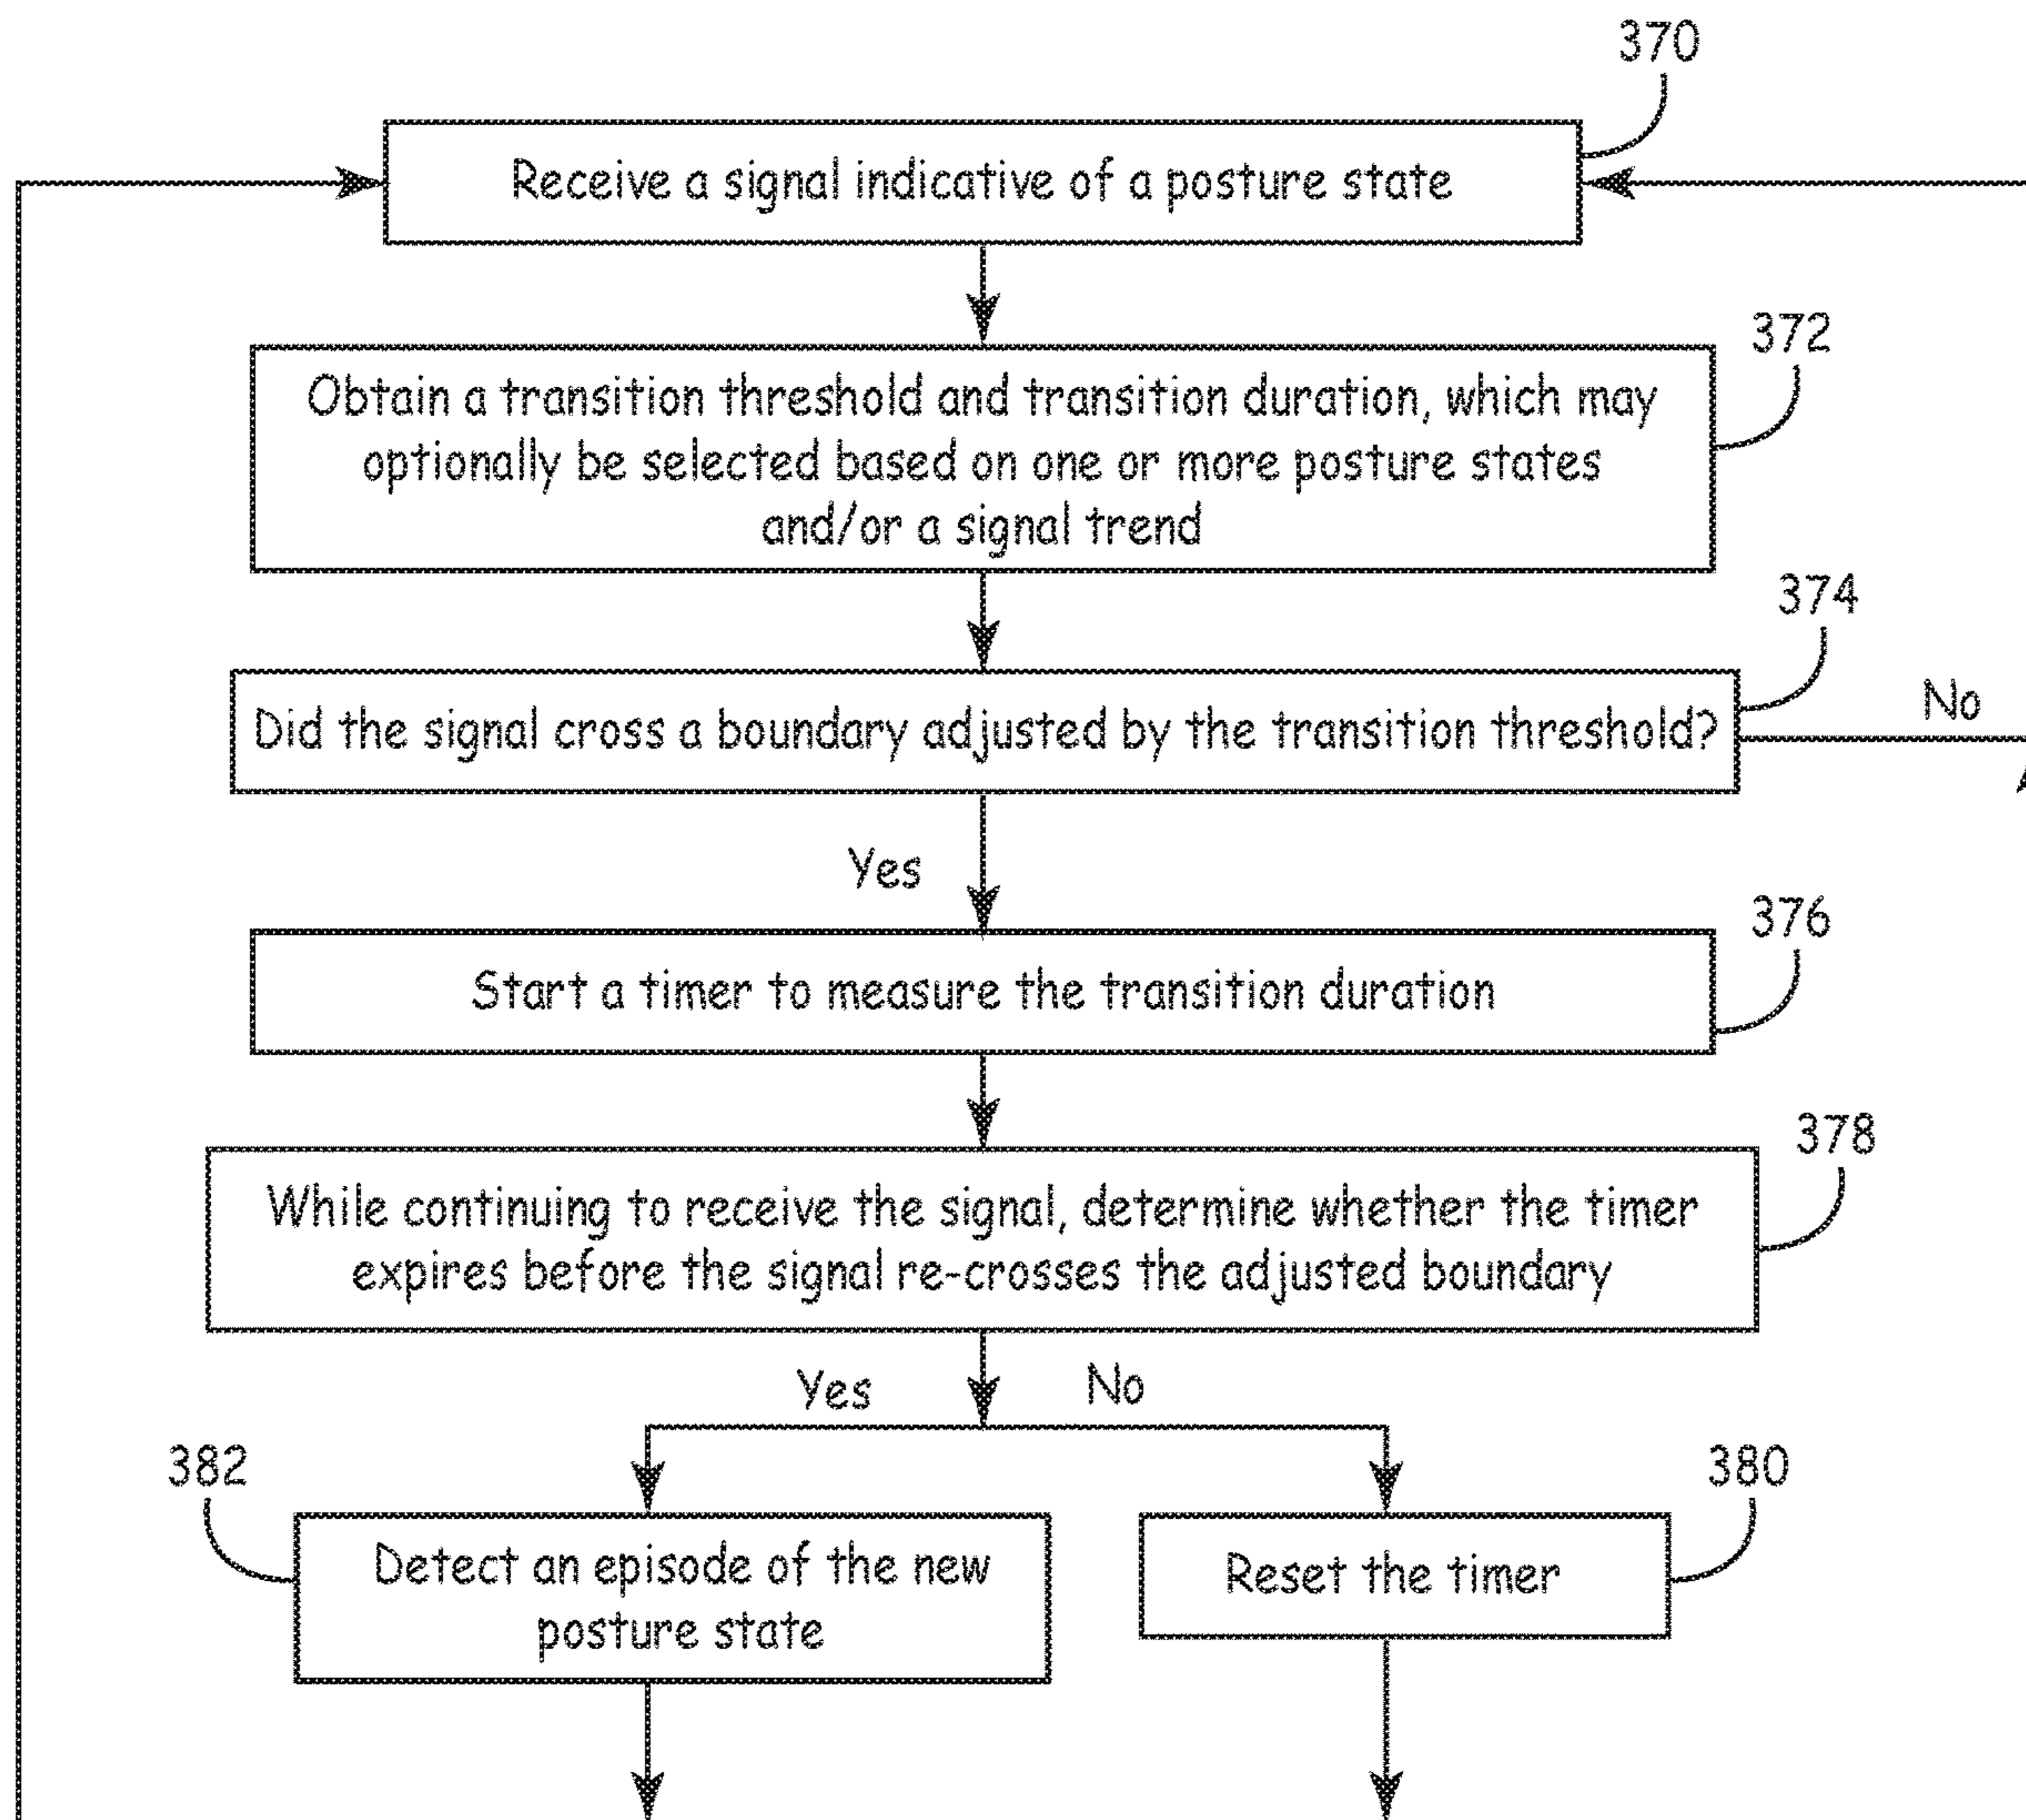 370
Receive a signal indicative of a posture state
372
Obtain a transition threshold and transition duration, which may
optionally be selected based on one or more posture states
and/or a signal trend
374
Did the signal cross a boundary adjusted by the transition threshold?
No
Yes
376
Start a timer to measure the transition duration
378
While continuing to receive the signal, determine whether the timer
expires before the signal re-crosses the adjusted boundary
Yes
No
382
380
Detect an episode of the new
posture state
Reset the timer